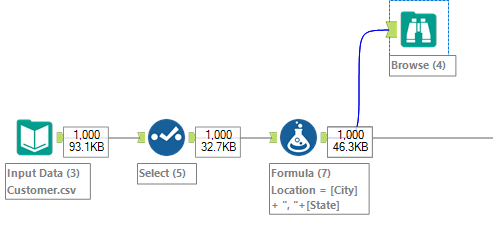 Browse (4)
1,000
93.1KB
1,000
32.7KB
1,000
46.3KB
Input Data (3)
Customer.csv
Select (5)
Formula (7)
Location = [City]
+ ", "+[State]